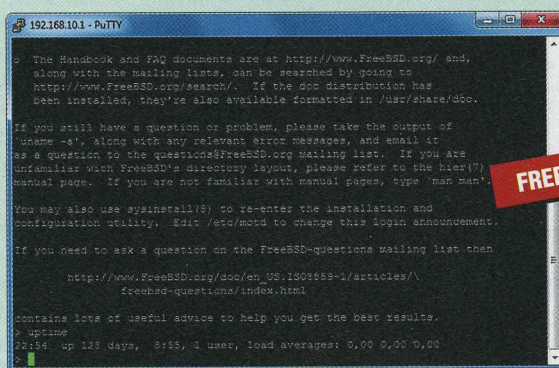 192.168.10.1 - PuTTY
o  The Handbook and FAQ documents are at http://www.FreeBSD.org/ and,
along with the mailing lists, can be searched by going to
http://www.FreeBSD.org/search/.  If the doc distribution has
been installed, they're also available formatted in /usr/share/doc.
If you still have a question or problem, please take the output of
`uname -a', along with any relevant error messages, and email it
as a question to the questions@FreeBSD.org mailing list.  If you are
unfamiliar with FreeBSD's directory layout, please refer to the hier(7)
manual page.  If you are not familiar with manual pages, type `man man'.
FREE
You may also use sysinstall(8) to re-enter the installation and
configuration utility.  Edit /etc/motd to change this login announcement.
If you need to ask a question on the FreeBSD-questions mailing list then
http://www.FreeBSD.org/doc/en_US.ISO8859-1/articles/\
freebsd-questions/index.html
contains lots of useful advice to help you get the best results.
> uptime
22:54  up 128 days,  8:55, 1 user, load averages: 0,00 0,00 0,00
>